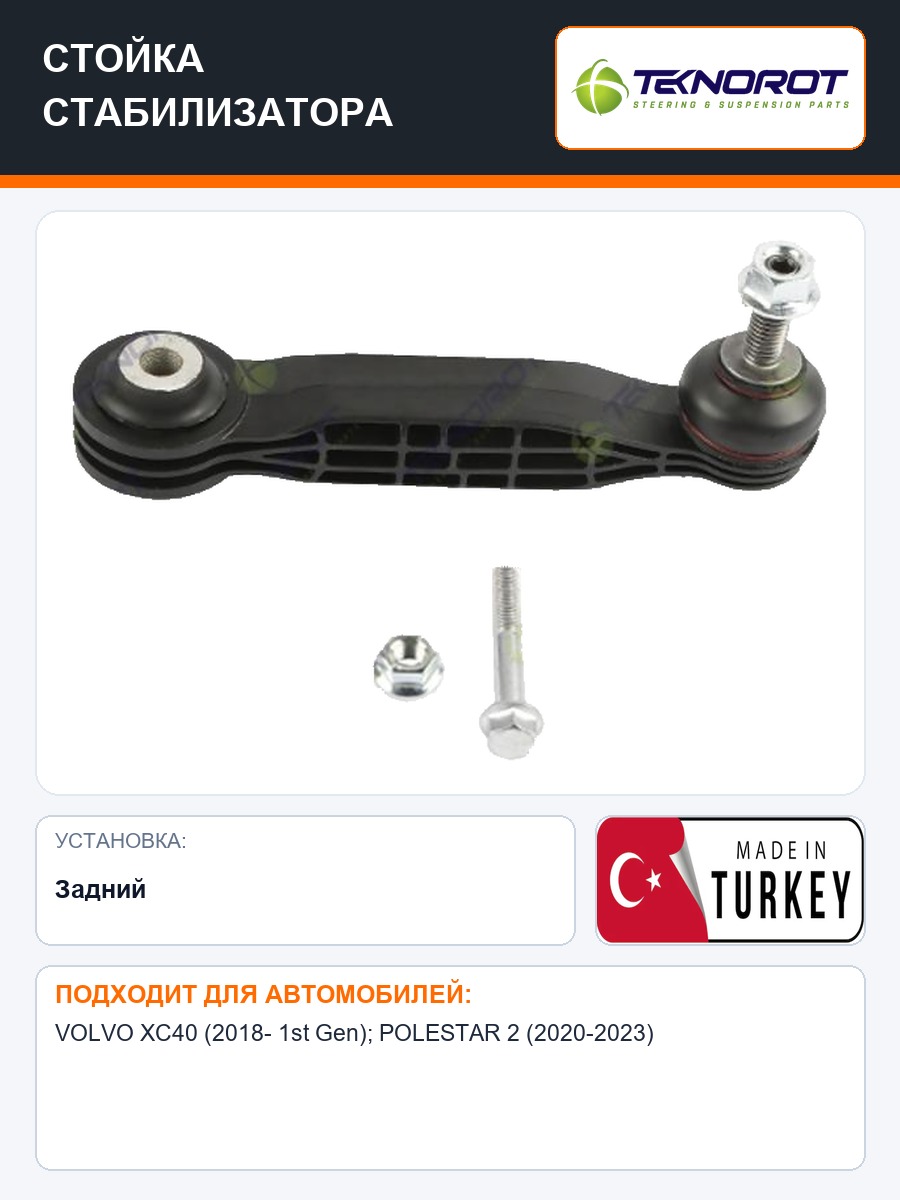 СТОЙКА
СТАБИЛИЗАТОРА
TEKNOROT
STEERING & SUSPENSION PARTS
TEKNOROT
УСТАНОВКА:
Задний
MADE IN
TURKEY
ПОДХОДИТ ДЛЯ АВТОМОБИЛЕЙ:
VOLVO XC40 (2018- 1st Gen); POLESTAR 2 (2020-2023)